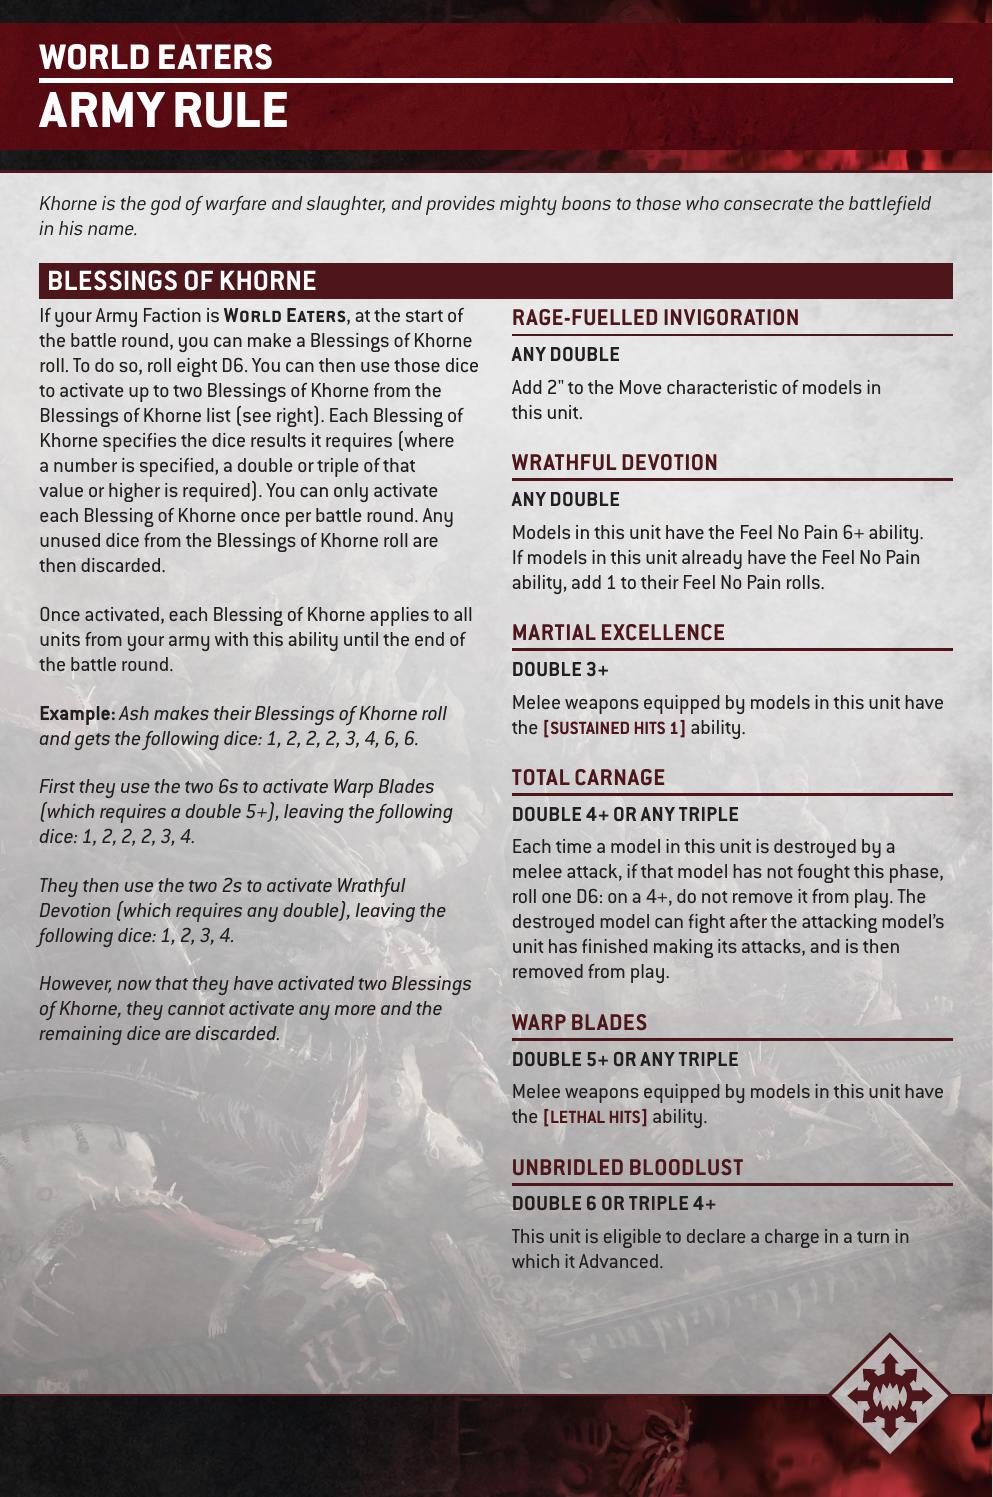 WORLD EATERS
ARMY RULE
Khorne is the god of warfare and slaughter, and provides mighty boons to those who consecrate the battlefield
in his name.
BLESSINGS OF KHORNE
If your Army Faction is WORLD EATERS, at the start of
the battle round, you can make a Blessings of Khorne
roll. To do so, roll eight D6. You can then use those dice
to activate up to two Blessings of Khorne from the
Blessings of Khorne list (see right). Each Blessing of
Khorne specifies the dice results it requires (where
a number is specified, a double or triple of that
value or higher is required). You can only activate
each Blessing of Khorne once per battle round. Any
unused dice from the Blessings of Khorne roll are
then discarded.
Once activated, each Blessing of Khorne applies to all
units from your army with this ability until the end of
the battle round.
Example: Ash makes their Blessings of Khorne roll
and gets the following dice: 1, 2, 2, 2, 3, 4, 6, 6.
First they use the two 6s to activate Warp Blades
(which requires a double 5+), leaving the following
dice: 1, 2, 2, 2, 3, 4.
They then use the two 2s to activate Wrathful
Devotion (which requires any double), leaving the
following dice: 1, 2, 3, 4.
However, now that they have activated two Blessings
of Khorne, they cannot activate any more and the
remaining dice are discarded.
RAGE-FUELLED INVIGORATION
ANY DOUBLE
Add 2" to the Move characteristic of models in
this unit.
WRATHFUL DEVOTION
ANY DOUBLE
Models in this unit have the Feel No Pain 6+ ability.
If models in this unit already have the Feel No Pain
ability, add 1 to their Feel No Pain rolls.
MARTIAL EXCELLENCE
DOUBLE 3+
Melee weapons equipped by models in this unit have
the [SUSTAINED HITS 1] ability.
TOTAL CARNAGE
DOUBLE 4+ OR ANY TRIPLE
Each time a model in this unit is destroyed by a
melee attack, if that model has not fought this phase,
roll one D6: on a 4+, do not remove it from play. The
destroyed model can fight after the attacking model's
unit has finished making its attacks, and is then
removed from play.
WARP BLADES
DOUBLE 5+ OR ANY TRIPLE
Melee weapons equipped by models in this unit have
the [LETHAL HITS] ability.
UNBRIDLED BLOODLUST
DOUBLE 6 OR TRIPLE 4+
This unit is eligible to declare a charge in a turn in
which it Advanced.